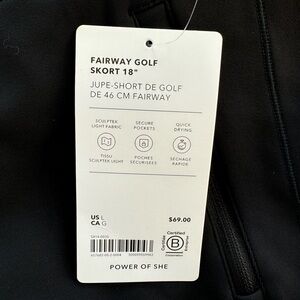 FAIRWAY GOLF
SKORT 18"
JUPE-SHORT DE GOLF
DE 46 CM FAIRWAY
SCULPTEK
LIGHT FABRIC
SECURE
POCKETS
QUICK
DRYING
TISSU
SCULPTEK LIGHT
POCHES
SÉCURISÉES
SÉCHAGE
RAPIDE
US L
CA G
$69.00
Certified
B
Corporation
POWER OF SHE